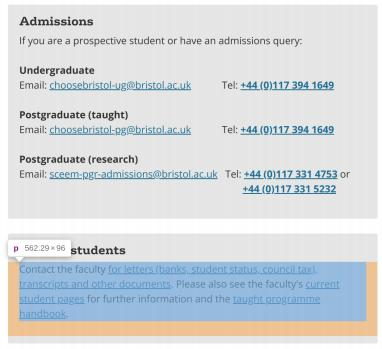 Admissions
If you are a prospective student or have an admissions query:
Undergraduate
Email: choosebristol-ug@bristol.ac.uk Tel: +44 (0)117 394 1649
Postgraduate (taught)
Email: choosebristol-pg@bristol.ac.uk Tel: +44 (0)117 394 1649
Postgraduate (research)
Email: sceem-pgr-admissions@bristol.ac.uk Tel: +44 (0)117 331 4753 or
+44 (0)117 331 5232
p 562.29 × 96 students
Contact the faculty for letters (banks, student status, council tax),
transcripts and other documents. Please also see the faculty's current
student pages for further information and the taught programme
handbook.